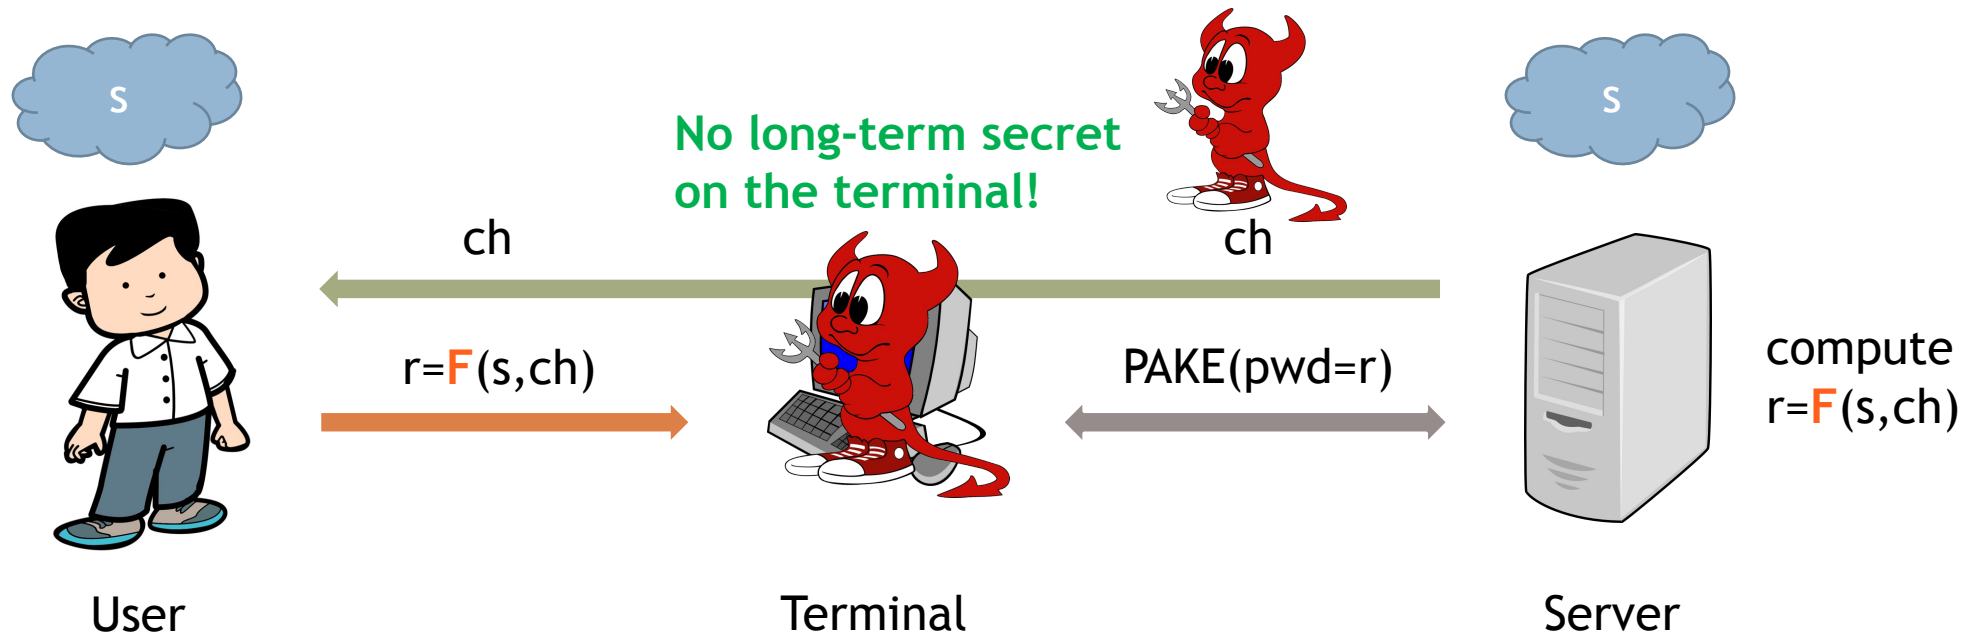 s
s
No long-term secret
on the terminal!
ch
ch
r=F(s,ch)
PAKE(pwd=r)
compute
r=F(s,ch)
User
Terminal
Server